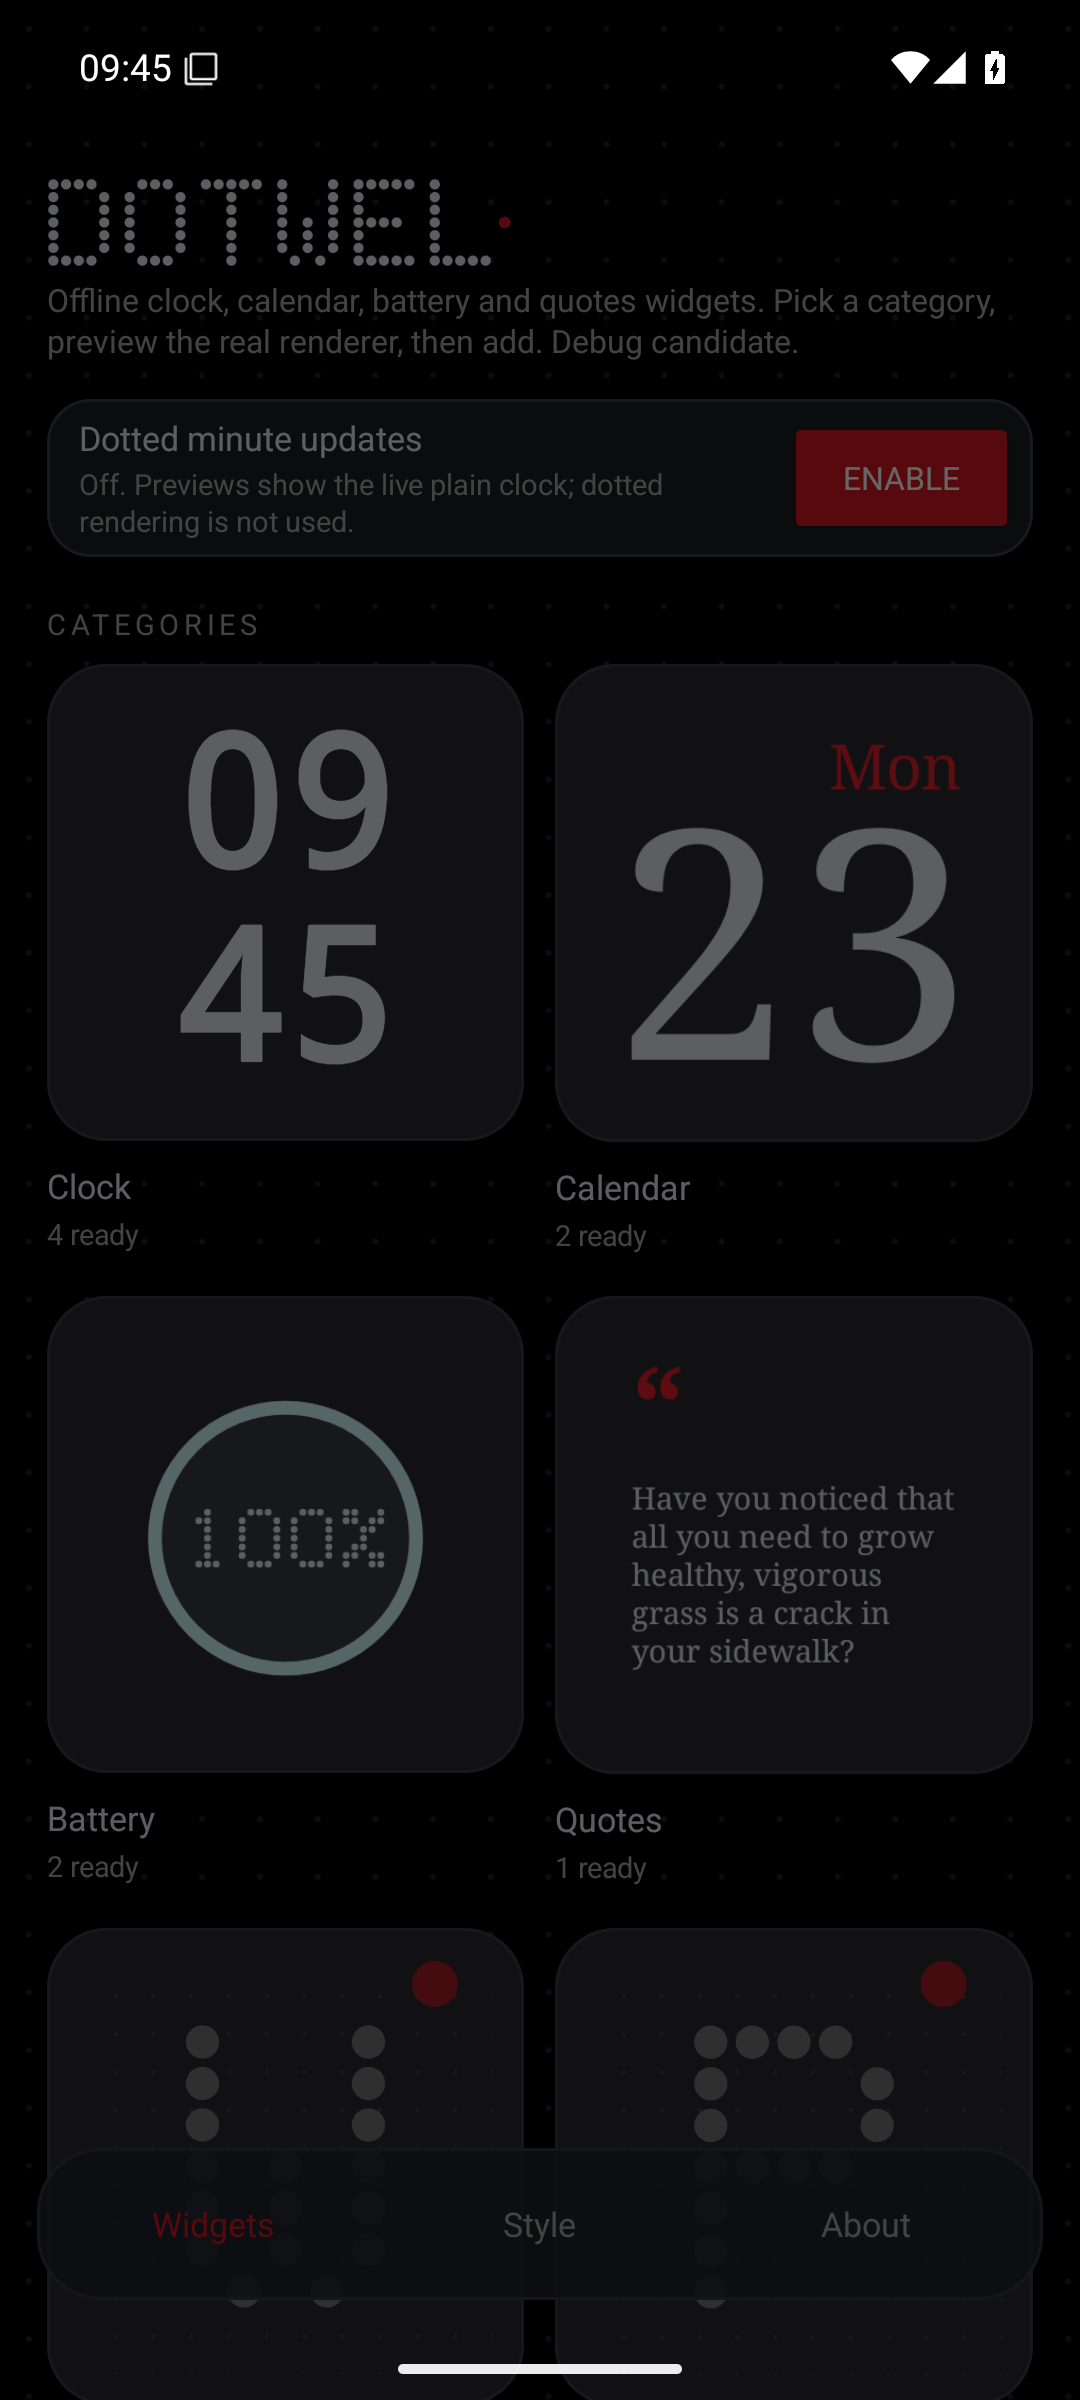 09:45
DOTWEL
Offline clock, calendar, battery and quotes widgets. Pick a category,
preview the real renderer, then add. Debug candidate.
Dotted minute updates
Off. Previews show the live plain clock; dotted
rendering is not used.
ENABLE
CATEGORIES
09
45
Mon
23
Clock
4 ready
Calendar
2 ready
100%
“
Have you noticed that
all you need to grow
healthy, vigorous
grass is a crack in
your sidewalk?
Battery
2 ready
Quotes
1 ready
W
P
Widgets
Style
About